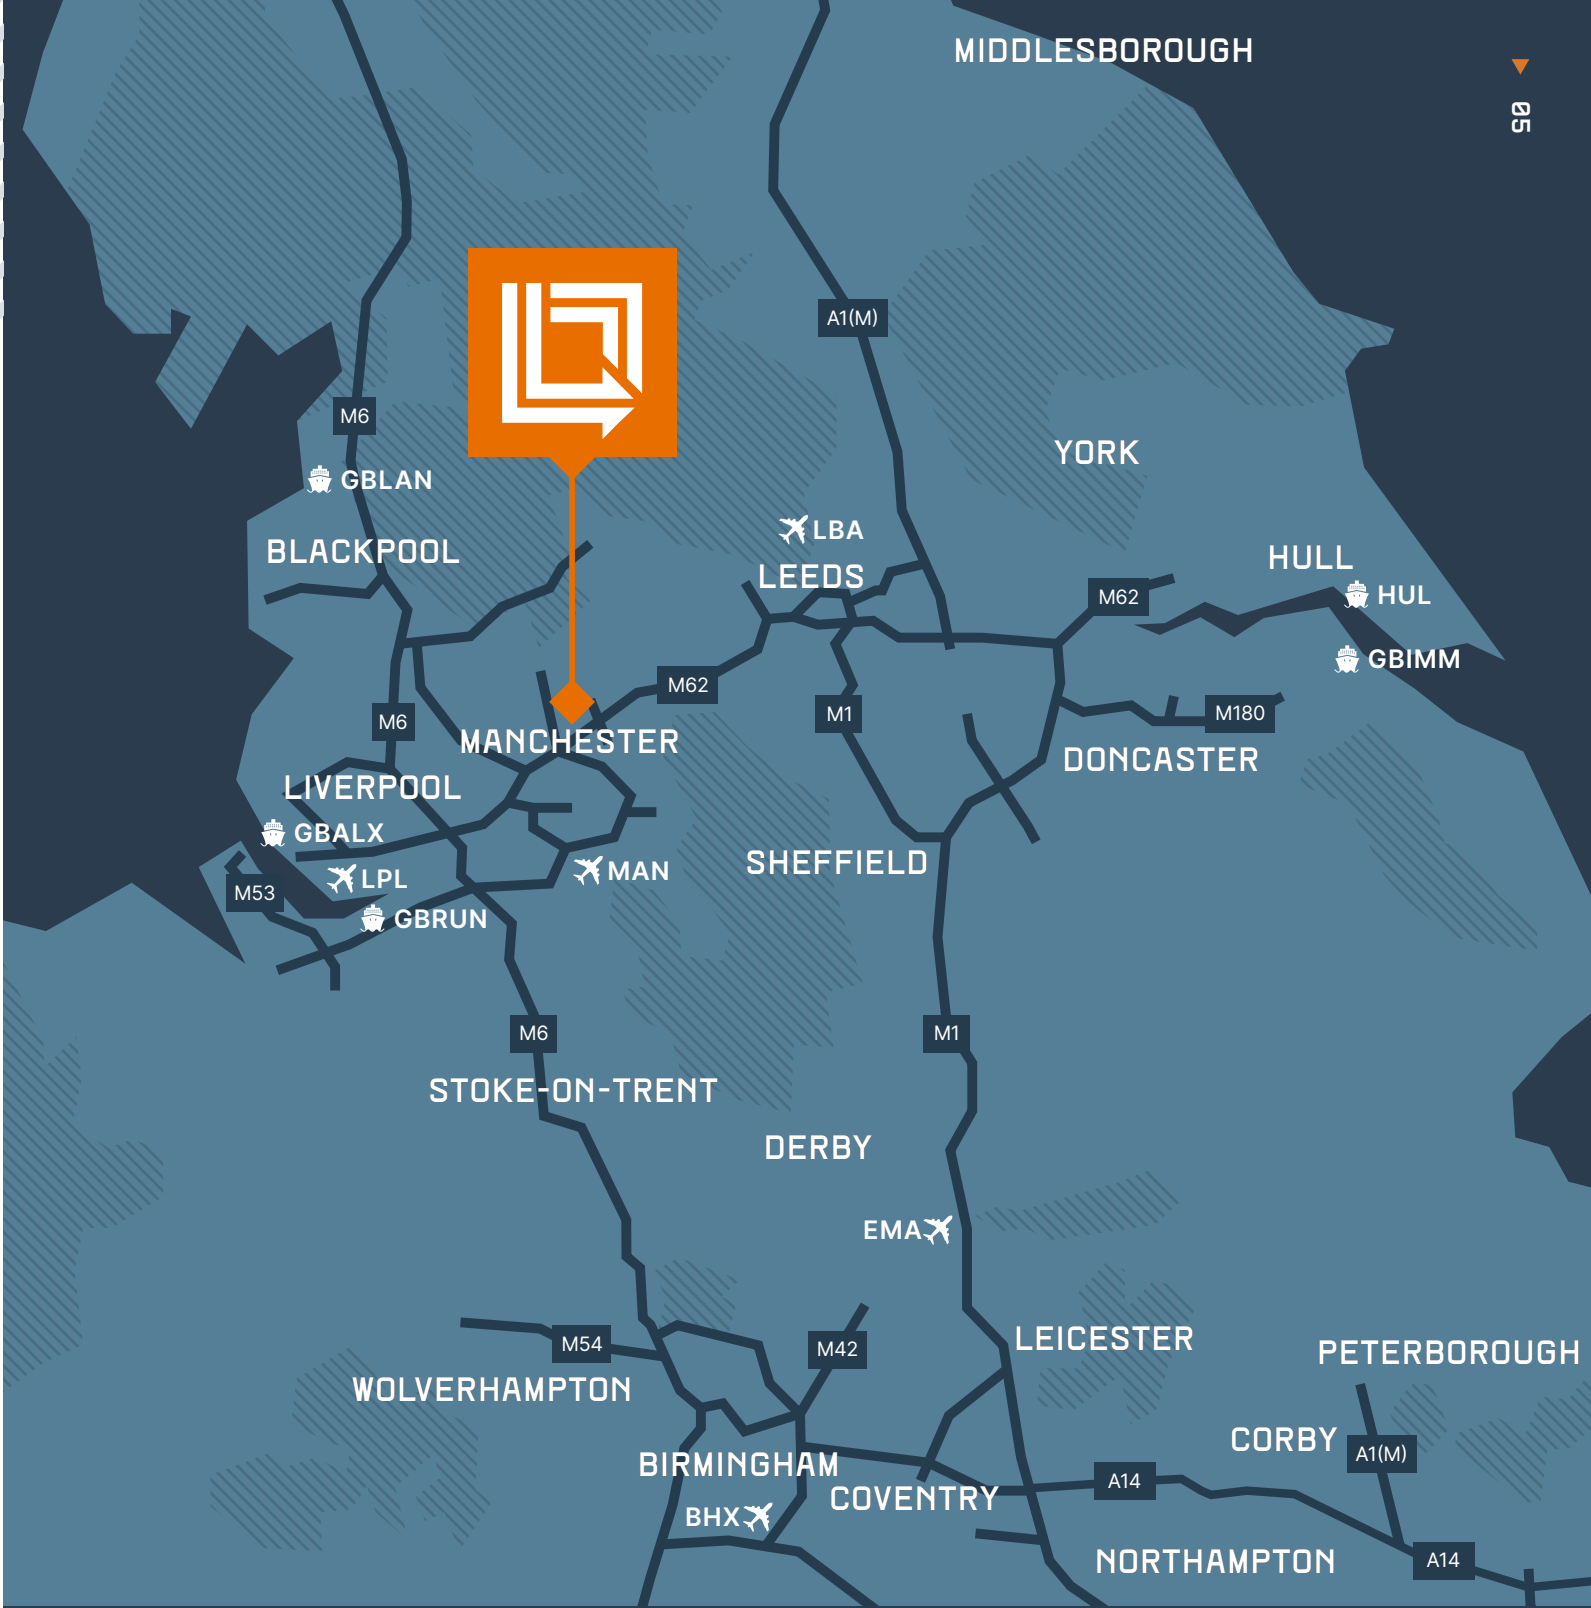 MIDDLESBOROUGH
05
A1(M)
M6
YORK
GBLAN
LBA
BLACKPOOL
HULL
LEEDS
M62
HUL
GBIMM
M62
M6
M1
M180
MANCHESTER
DONCASTER
LIVERPOOL
GBALX
SHEFFIELD
MAN
LPL
M53
GBRUN
M6
M1
STOKE-ON-TRENT
DERBY
EMA
LEICESTER
M54
M42
PETERBOROUGH
WOLVERHAMPTON
CORBY
A1(M)
BIRMINGHAM
A14
COVENTRY
BHX
NORTHAMPTON
A14